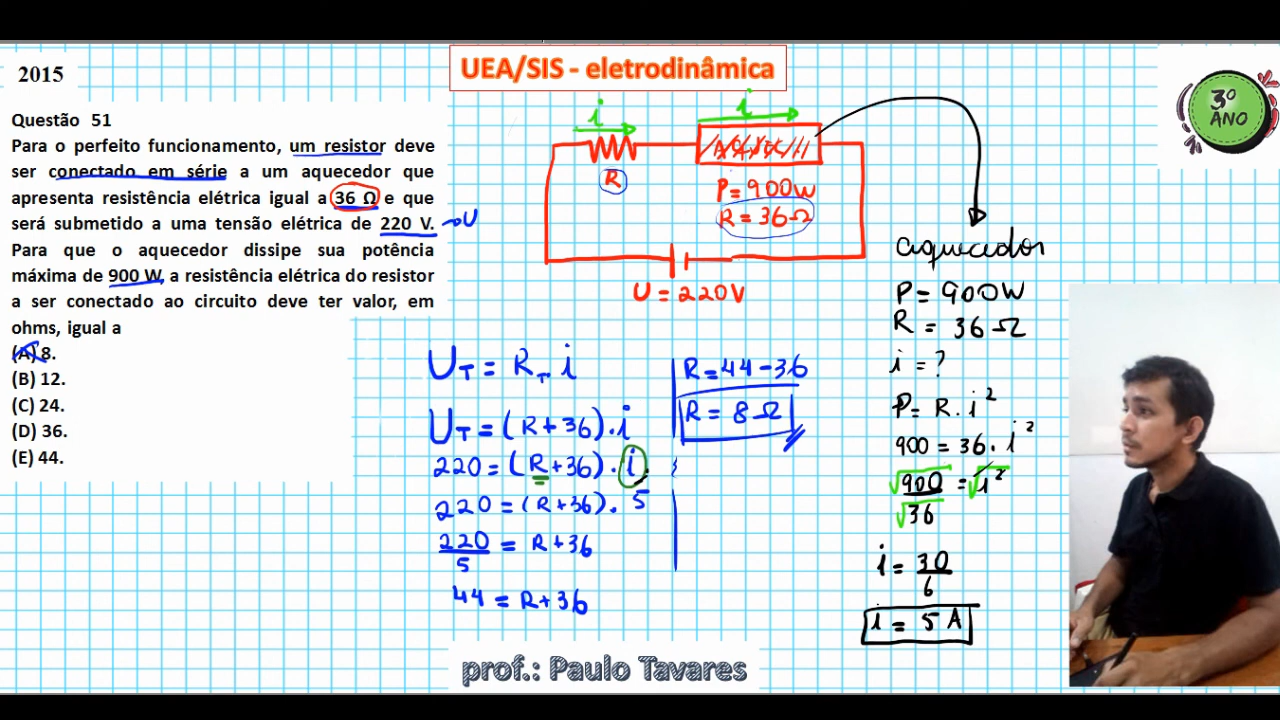 2015
UEA/SIS - eletrodinâmica
3º
ANO
Questão 51
Para o perfeito funcionamento, um resistor deve
ser conectado em série a um aquecedor que
apresenta resistência elétrica igual a 36 Ω e que
será submetido a uma tensão elétrica de 220 V. → U
Para que o aquecedor dissipe sua potência
máxima de 900 W, a resistência elétrica do resistor
a ser conectado ao circuito deve ter valor, em
ohms, igual a
(A) 8.
(B) 12.
(C) 24.
(D) 36.
(E) 44.
i
i
R
P = 900W
R = 36Ω
U = 220V
U_T = R_T i
U_T = (R+36).i
220 = (R+36).i
220 = (R+36).5
220/5 = R+36
44 = R+36
R = 44-36
R = 8Ω
aquecedor
P = 900W
R = 36Ω
i = ?
P = R.i²
900 = 36.i²
√900/√36 = √i²
i = 30/6
i = 5 A
prof.: Paulo Tavares